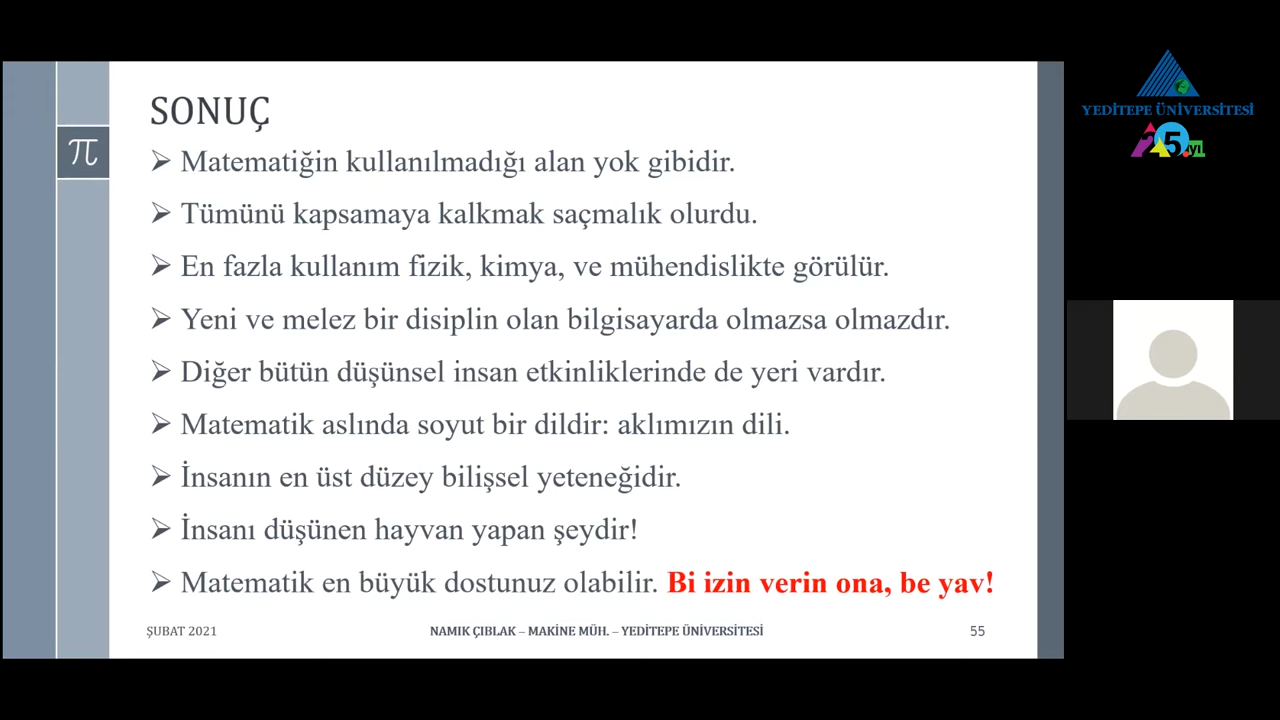 SONUÇ
π
Matematiğin kullanılmadığı alan yok gibidir.
Tümünü kapsamaya kalkmak saçmalık olurdu.
En fazla kullanım fizik, kimya, ve mühendislikte görülür.
Yeni ve melez bir disiplin olan bilgisayarda olmazsa olmazdır.
Diğer bütün düşünsel insan etkinliklerinde de yeri vardır.
Matematik aslında soyut bir dildir: aklımızın dili.
İnsanın en üst düzey bilişsel yeteneğidir.
İnsanı düşünen hayvan yapan şeydir!
Matematik en büyük dostunuz olabilir. Bi izin verin ona, be yav!
ŞUBAT 2021 NAMIK ÇIBLAK – MAKİNE MÜH. – YEDİTEPE ÜNİVERSİTESİ 55
YEDİTEPE ÜNİVERSİTESİ
25.yıl